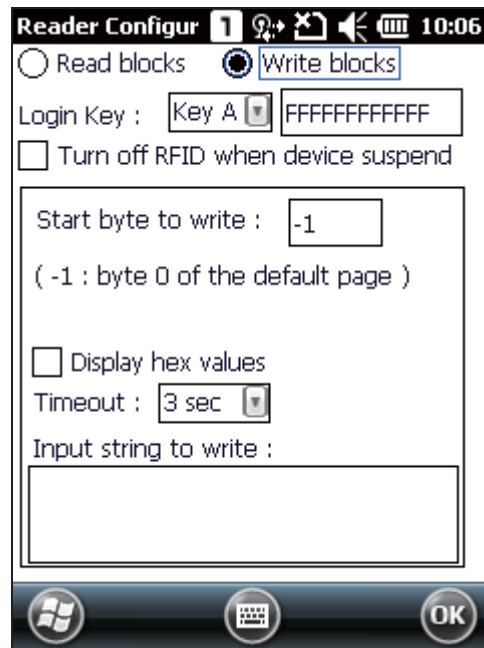 Reader Configur 1 10:06
Read blocks Write blocks
Login Key : Key A FFFFFFFFFFFF
Turn off RFID when device suspend
Start byte to write : -1
( -1 : byte 0 of the default page )
Display hex values
Timeout : 3 sec
Input string to write :
OK